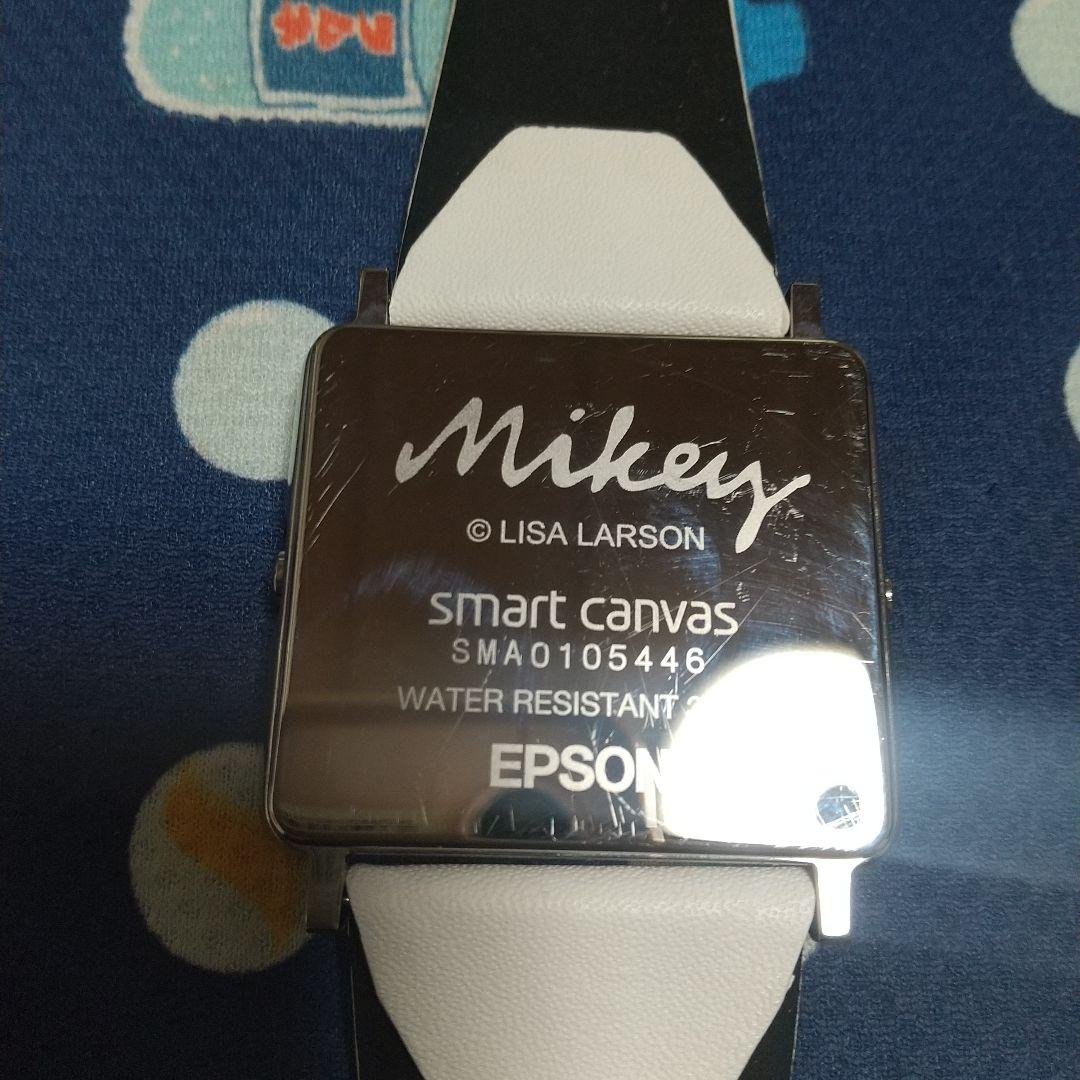 Mikey
© LISA LARSON
smart canvas
SMA0105446
WATER RESISTANT
EPSON